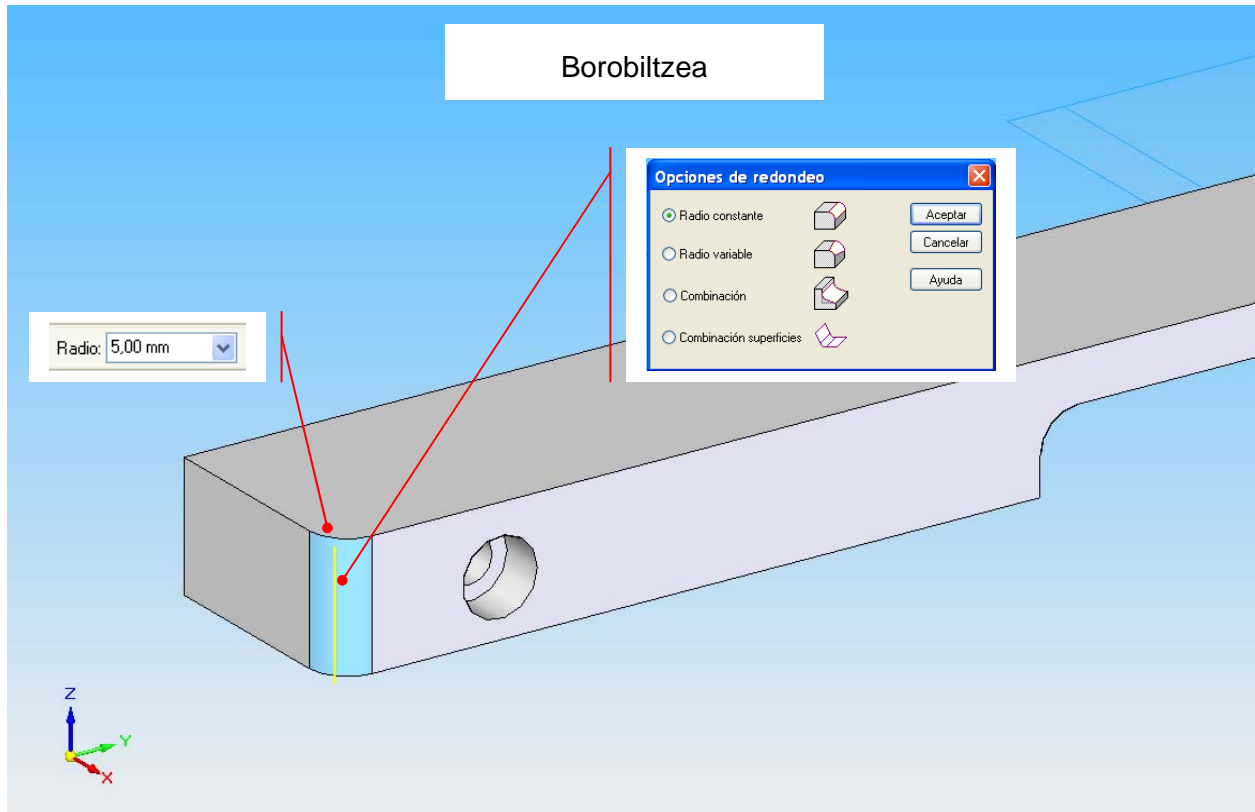 Borobiltzea
Opciones de redondeo
Radio constante
Aceptar
Radio variable
Cancelar
Combinación
Ayuda
Combinación superficies
Radio: 5,00 mm
Z
Y
X